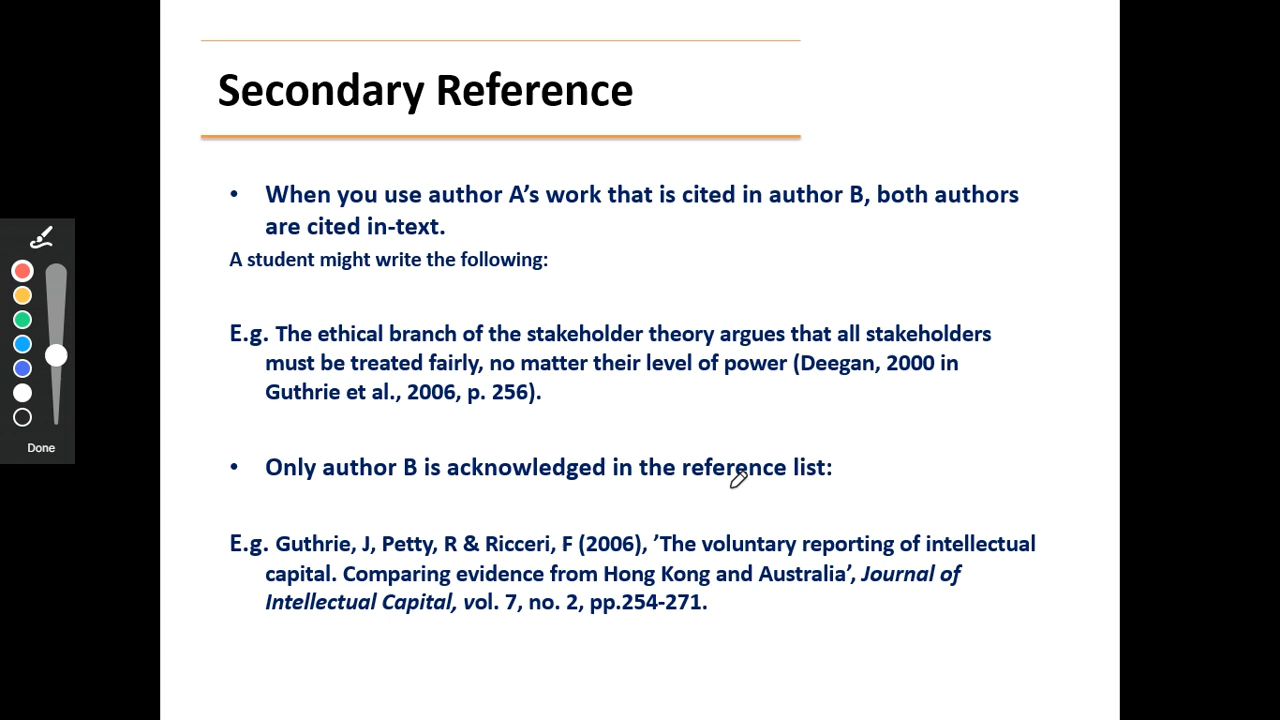 Secondary Reference
• When you use author A’s work that is cited in author B, both authors
are cited in-text.
A student might write the following:
E.g. The ethical branch of the stakeholder theory argues that all stakeholders
must be treated fairly, no matter their level of power (Deegan, 2000 in
Guthrie et al., 2006, p. 256).
• Only author B is acknowledged in the reference list:
E.g. Guthrie, J, Petty, R & Ricceri, F (2006), ’The voluntary reporting of intellectual
capital. Comparing evidence from Hong Kong and Australia’, Journal of
Intellectual Capital, vol. 7, no. 2, pp.254-271.
Done